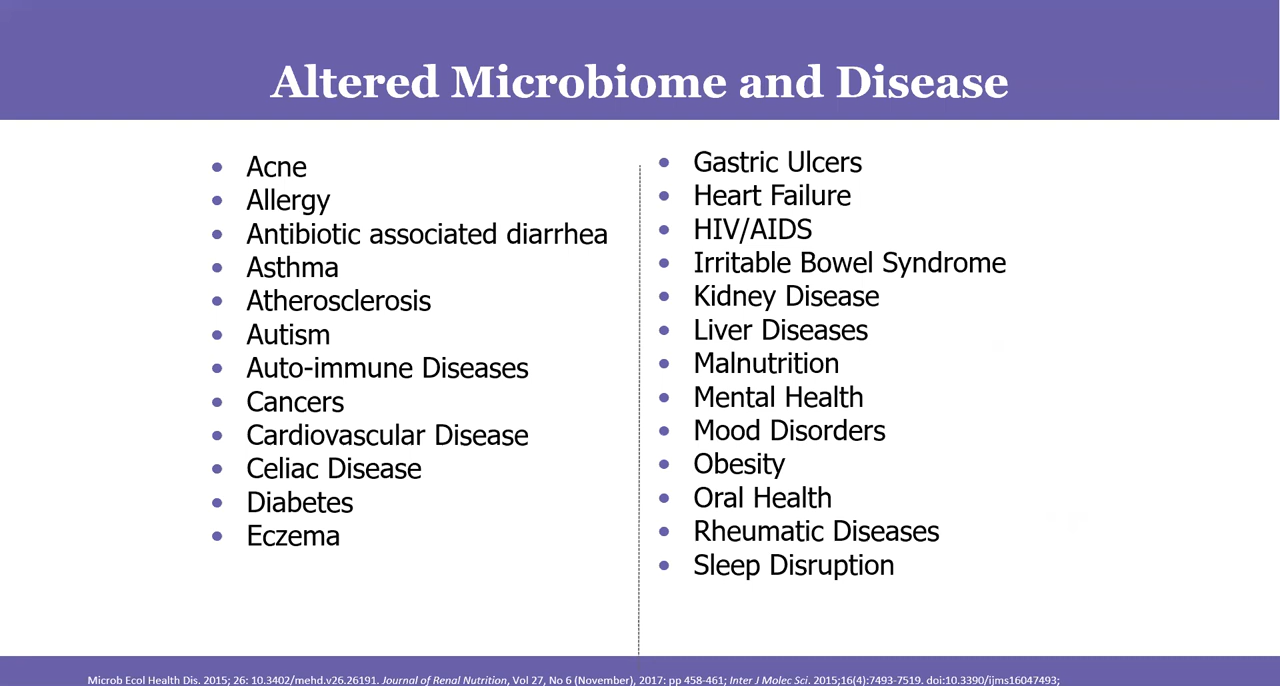 Altered Microbiome and Disease
• Acne
• Allergy
• Antibiotic associated diarrhea
• Asthma
• Atherosclerosis
• Autism
• Auto-immune Diseases
• Cancers
• Cardiovascular Disease
• Celiac Disease
• Diabetes
• Eczema
• Gastric Ulcers
• Heart Failure
• HIV/AIDS
• Irritable Bowel Syndrome
• Kidney Disease
• Liver Diseases
• Malnutrition
• Mental Health
• Mood Disorders
• Obesity
• Oral Health
• Rheumatic Diseases
• Sleep Disruption
Microb Ecol Health Dis. 2015; 26: 10.3402/mehd.v26.26191. Journal of Renal Nutrition, Vol 27, No 6 (November), 2017: pp 458-461; Inter J Molec Sci. 2015;16(4):7493-7519. doi:10.3390/ijms16047493;